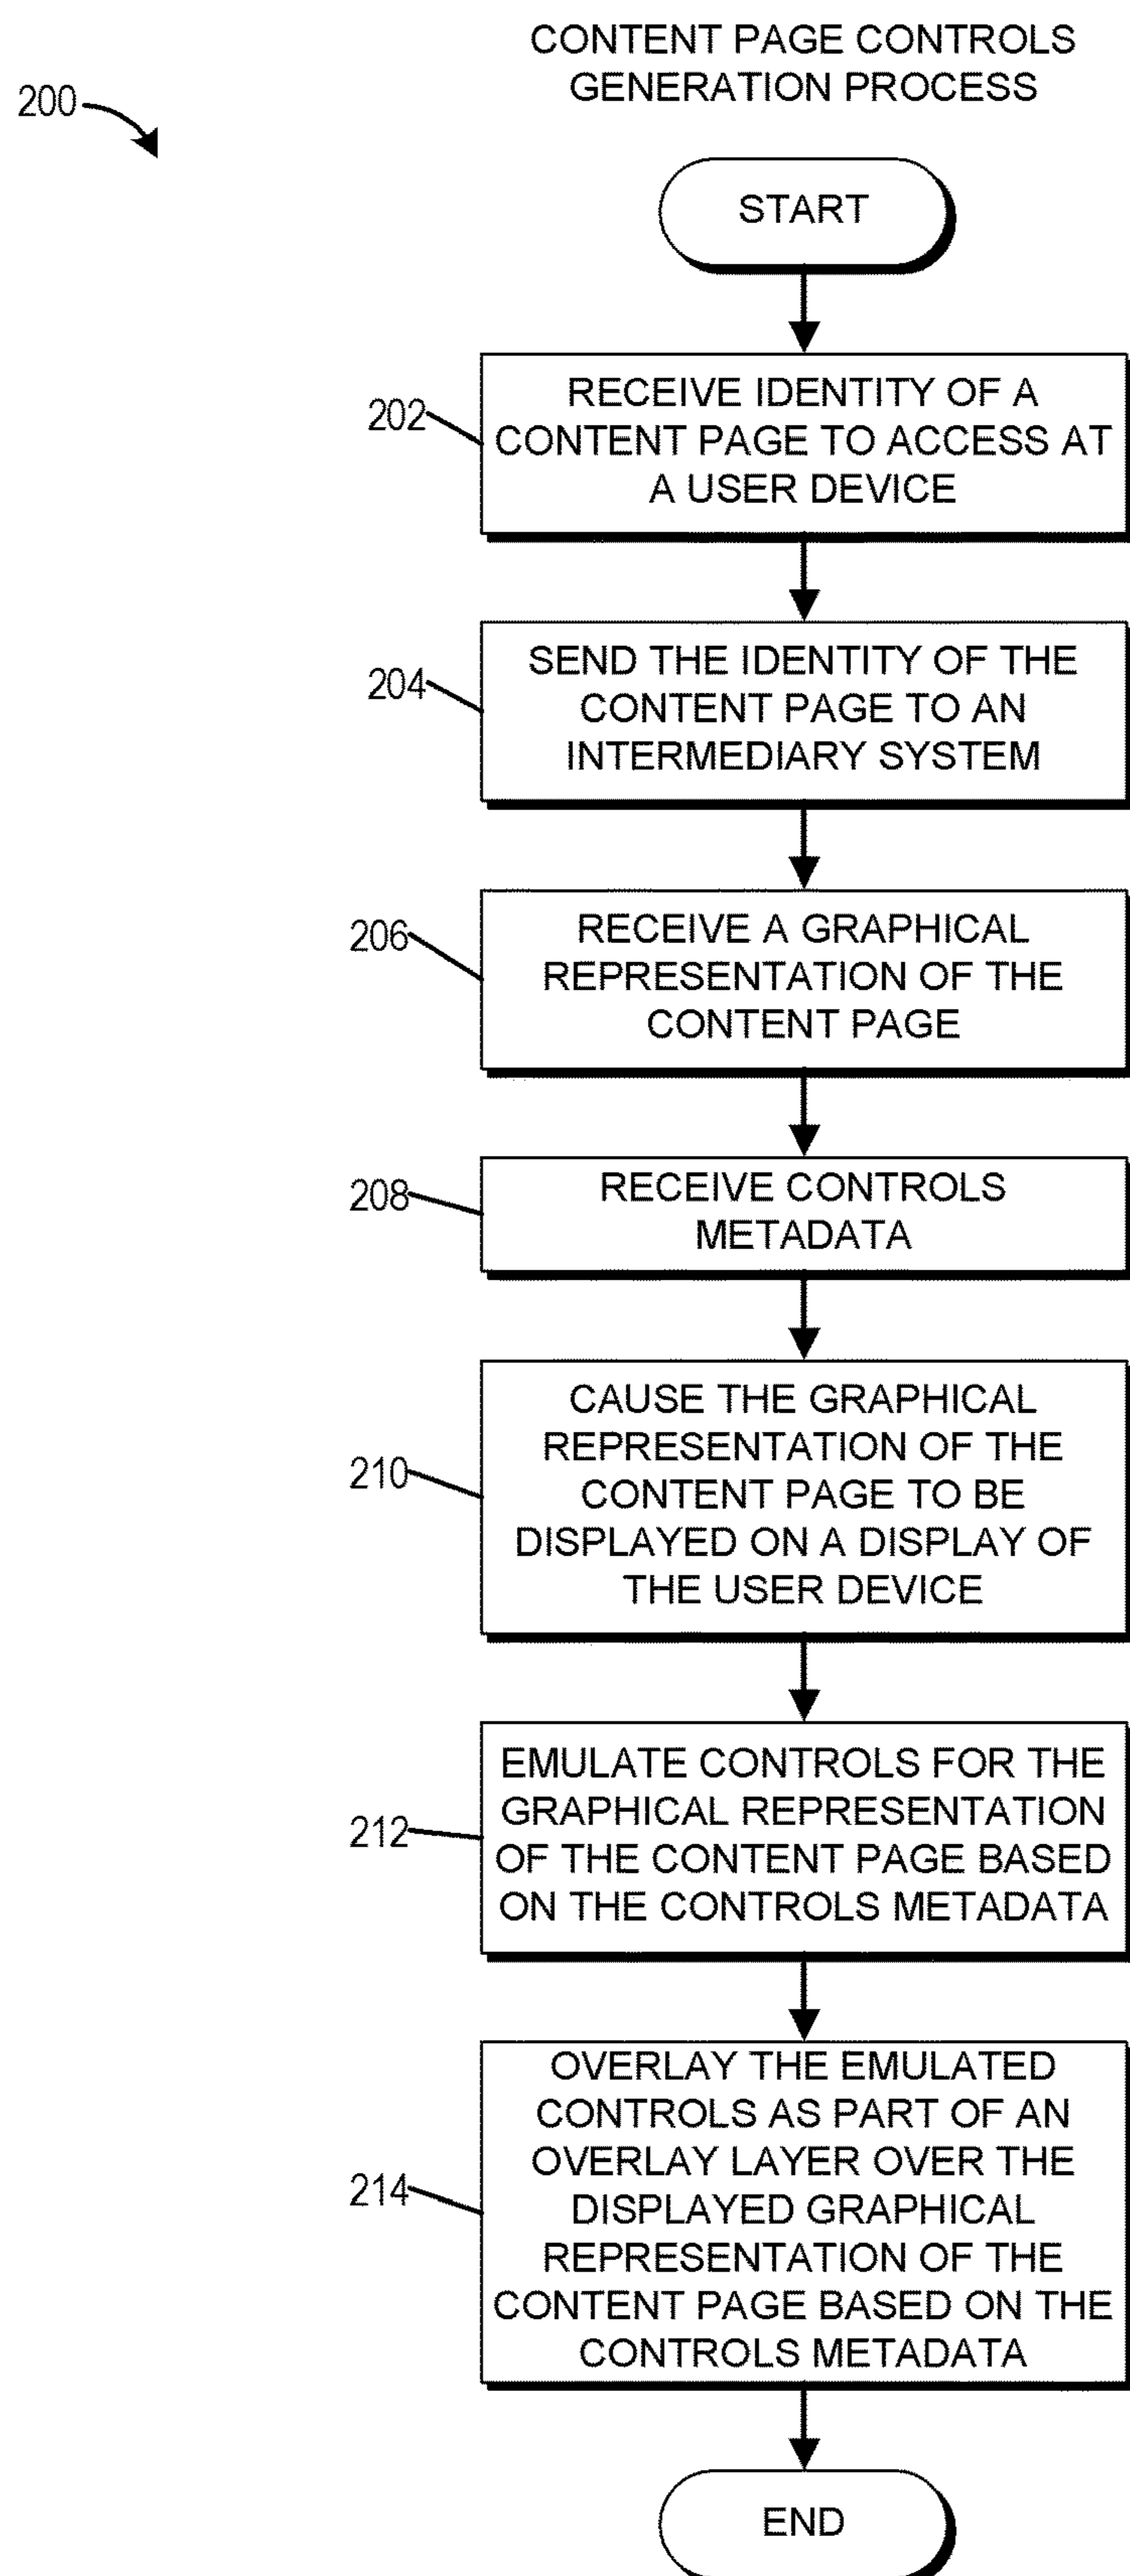 CONTENT PAGE CONTROLS
GENERATION PROCESS
200
START
202
RECEIVE IDENTITY OF A
CONTENT PAGE TO ACCESS AT
A USER DEVICE
204
SEND THE IDENTITY OF THE
CONTENT PAGE TO AN
INTERMEDIARY SYSTEM
206
RECEIVE A GRAPHICAL
REPRESENTATION OF THE
CONTENT PAGE
208
RECEIVE CONTROLS
METADATA
210
CAUSE THE GRAPHICAL
REPRESENTATION OF THE
CONTENT PAGE TO BE
DISPLAYED ON A DISPLAY OF
THE USER DEVICE
212
EMULATE CONTROLS FOR THE
GRAPHICAL REPRESENTATION
OF THE CONTENT PAGE BASED
ON THE CONTROLS METADATA
214
OVERLAY THE EMULATED
CONTROLS AS PART OF AN
OVERLAY LAYER OVER THE
DISPLAYED GRAPHICAL
REPRESENTATION OF THE
CONTENT PAGE BASED ON THE
CONTROLS METADATA
END